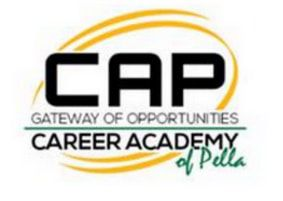 CAP
GATEWAY OF OPPORTUNITIES
CAREER ACADEMY
of Pella